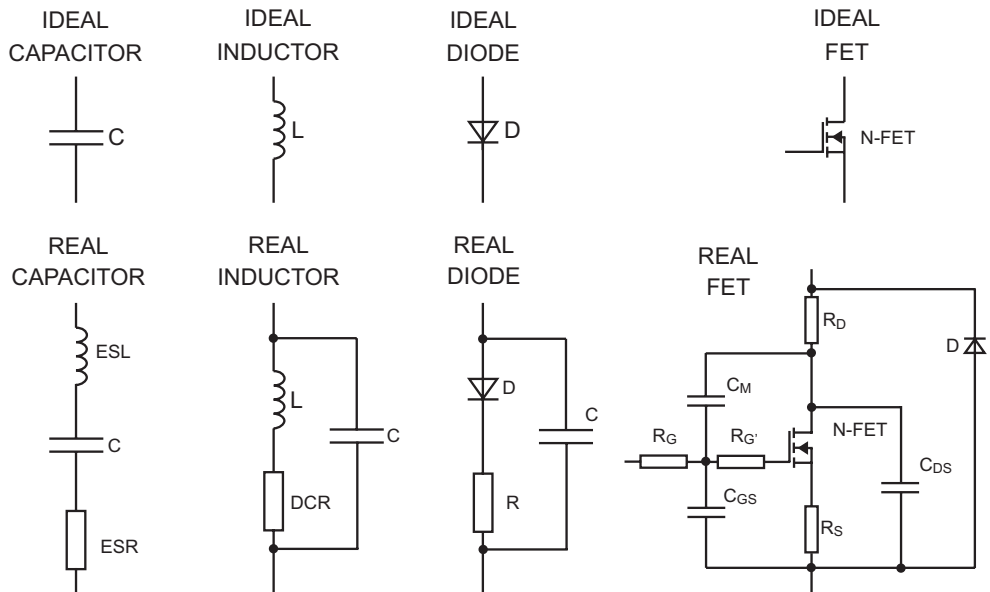 IDEAL
CAPACITOR
C
IDEAL
INDUCTOR
L
IDEAL
DIODE
D
IDEAL
FET
N-FET
REAL
CAPACITOR
ESL
C
ESR
REAL
INDUCTOR
L
C
DCR
REAL
DIODE
D
C
R
REAL
FET
RD
D
CM
N-FET
RG
RG'
CDS
CGS
RS